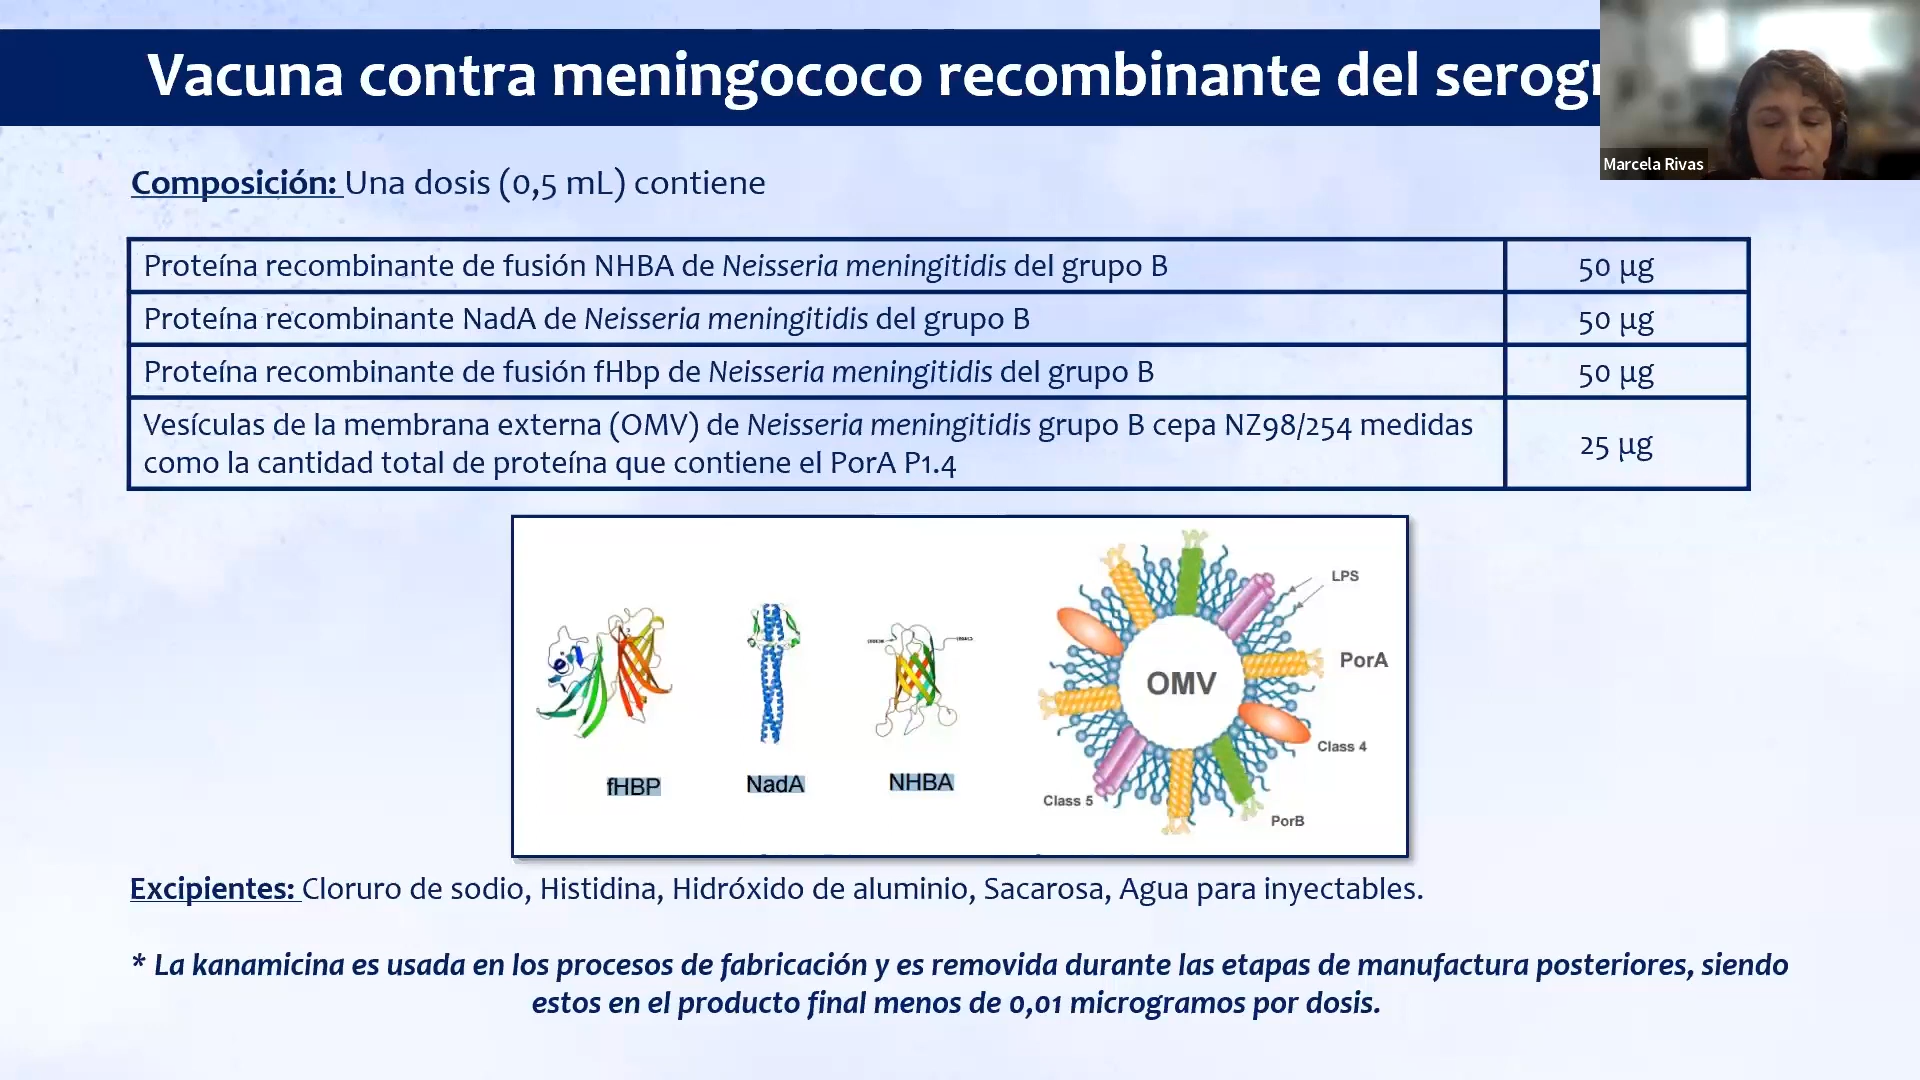 Vacuna contra meningococo recombinante del serogr
Marcela Rivas
Composición: Una dosis (0,5 mL) contiene
Proteína recombinante de fusión NHBA de Neisseria meningitidis del grupo B
50 µg
Proteína recombinante NadA de Neisseria meningitidis del grupo B
50 µg
Proteína recombinante de fusión fHbp de Neisseria meningitidis del grupo B
50 µg
Vesículas de la membrana externa (OMV) de Neisseria meningitidis grupo B cepa NZ98/254 medidas
como la cantidad total de proteína que contiene el PorA P1.4
25 µg
LPS
PorA
OMV
Class 4
fHBP
NadA
NHBA
Class 5
PorB
Excipientes: Cloruro de sodio, Histidina, Hidróxido de aluminio, Sacarosa, Agua para inyectables.
* La kanamicina es usada en los procesos de fabricación y es removida durante las etapas de manufactura posteriores, siendo
estos en el producto final menos de 0,01 microgramos por dosis.